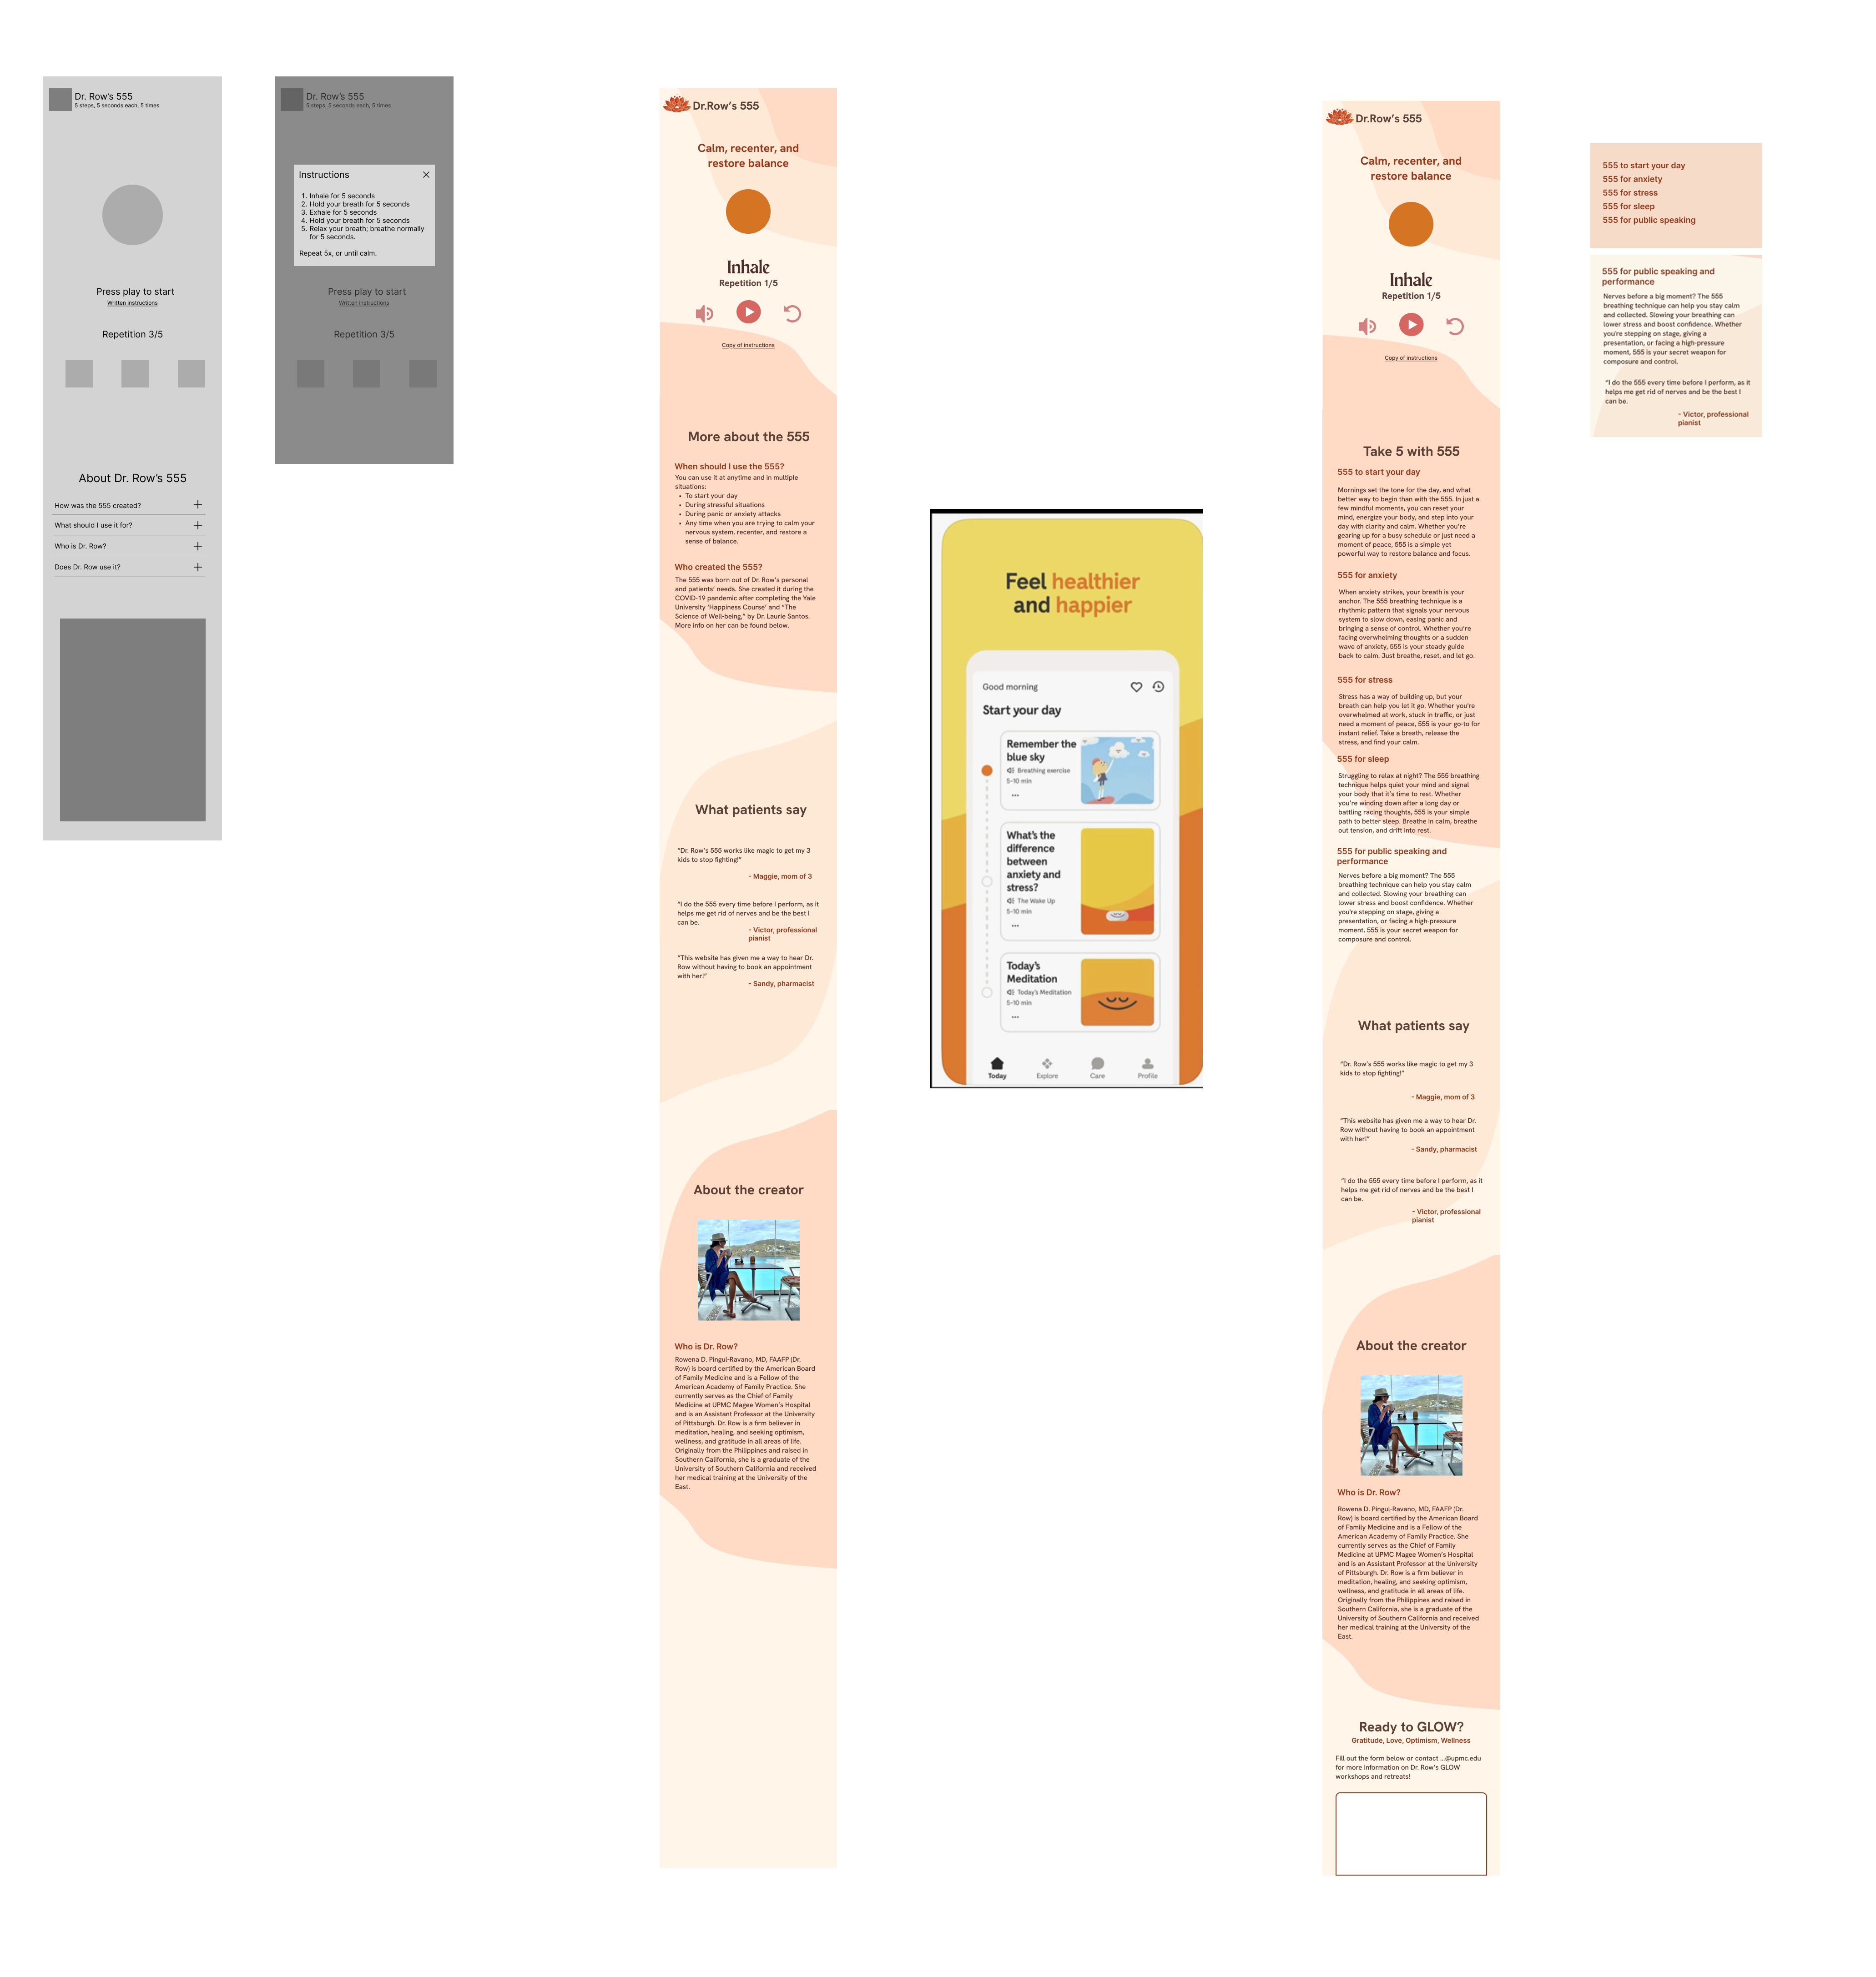 Dr. Row's 555
5 steps, 5 seconds each, 5 times
Press play to start
Written instructions
Repetition 3/5
About Dr. Row's 555
How was the 555 created?
What should I use it for?
Who is Dr. Row?
Does Dr. Row use it?
Dr. Row's 555
5 steps, 5 seconds each, 5 times
Instructions
1. Inhale for 5 seconds
2. Hold your breath for 5 seconds
3. Exhale for 5 seconds
4. Hold your breath for 5 seconds
5. Relax your breath; breathe normally
for 5 seconds.
Repeat 5x, or until calm.
Press play to start
Written instructions
Repetition 3/5
Dr.Row's 555
Calm, recenter, and
restore balance
Inhale
Repetition 1/5
Copy of instructions
More about the 555
When should I use the 555?
You can use it at anytime and in multiple
situations:
• To start your day
• During stressful situations
• During panic or anxiety attacks
• Any time when you are trying to calm your
nervous system, recenter, and restore a
sense of balance.
Who created the 555?
The 555 was born out of Dr. Row's personal
and patients' needs. She created it during the
COVID-19 pandemic after completing the Yale
University 'Happiness Course' and "The
Science of Well-being," by Dr. Laurie Santos.
More info on her can be found below.
What patients say
"Dr. Row's 555 works like magic to get my 3
kids to stop fighting!"
- Maggie, mom of 3
"I do the 555 every time before I perform, as it
helps me get rid of nerves and be the best I
can be.
- Victor, professional
pianist
"This website has given me a way to hear Dr.
Row without having to book an appointment
with her!"
- Sandy, pharmacist
About the creator
Who is Dr. Row?
Rowena D. Pingul-Ravano, MD, FAAFP (Dr.
Row) is board certified by the American Board
of Family Medicine and is a Fellow of the
American Academy of Family Practice. She
currently serves as the Chief of Family
Medicine at UPMC Magee Women's Hospital
and is an Assistant Professor at the University
of Pittsburgh. Dr. Row is a firm believer in
meditation, healing, and seeking optimism,
wellness, and gratitude in all areas of life.
Originally from the Philippines and raised in
Southern California, she is a graduate of the
University of Southern California and received
her medical training at the University of the
East.
Feel healthier
and happier
Good morning
Start your day
Remember the
blue sky
Breathing exercise
5-10 min
What's the
difference
between
anxiety and
stress?
The Wake Up
5-10 min
Today's
Meditation
Today's Meditation
5-10 min
Today
Explore
Care
Profile
Dr.Row's 555
Calm, recenter, and
restore balance
Inhale
Repetition 1/5
Copy of instructions
Take 5 with 555
555 to start your day
Mornings set the tone for the day, and what
better way to begin than with the 555. In just a
few mindful moments, you can reset your
mind, energize your body, and step into your
day with clarity and calm. Whether you're
gearing up for a busy schedule or just need a
moment of peace, 555 is a simple yet
powerful way to restore balance and focus.
555 for anxiety
When anxiety strikes, your breath is your
anchor. The 555 breathing technique is a
rhythmic pattern that signals your nervous
system to slow down, easing panic and
bringing a sense of control. Whether you're
facing overwhelming thoughts or a sudden
wave of anxiety, 555 is your steady guide
back to calm. Just breathe, reset, and let go.
555 for stress
Stress has a way of building up, but your
breath can help you let it go. Whether you're
overwhelmed at work, stuck in traffic, or just
need a moment of peace, 555 is your go-to for
instant relief. Take a breath, release the
stress, and find your calm.
555 for sleep
Struggling to relax at night? The 555 breathing
technique helps quiet your mind and signal
your body that it's time to rest. Whether
you're winding down after a long day or
battling racing thoughts, 555 is your simple
path to better sleep. Breathe in calm, breathe
out tension, and drift into rest.
555 for public speaking and
performance
Nerves before a big moment? The 555
breathing technique can help you stay calm
and collected. Slowing your breathing can
lower stress and boost confidence. Whether
you're stepping on stage, giving a
presentation, or facing a high-pressure
moment, 555 is your secret weapon for
composure and control.
What patients say
"Dr. Row's 555 works like magic to get my 3
kids to stop fighting!"
- Maggie, mom of 3
"This website has given me a way to hear Dr.
Row without having to book an appointment
with her!"
- Sandy, pharmacist
"I do the 555 every time before I perform, as it
helps me get rid of nerves and be the best I
can be.
- Victor, professional
pianist
About the creator
Who is Dr. Row?
Rowena D. Pingul-Ravano, MD, FAAFP (Dr.
Row) is board certified by the American Board
of Family Medicine and is a Fellow of the
American Academy of Family Practice. She
currently serves as the Chief of Family
Medicine at UPMC Magee Women's Hospital
and is an Assistant Professor at the University
of Pittsburgh. Dr. Row is a firm believer in
meditation, healing, and seeking optimism,
wellness, and gratitude in all areas of life.
Originally from the Philippines and raised in
Southern California, she is a graduate of the
University of Southern California and received
her medical training at the University of the
East.
Ready to GLOW?
Gratitude, Love, Optimism, Wellness
Fill out the form below or contact ...@upmc.edu
for more information on Dr. Row's GLOW
workshops and retreats!
555 to start your day
555 for anxiety
555 for stress
555 for sleep
555 for public speaking
555 for public speaking and
performance
Nerves before a big moment? The 555
breathing technique can help you stay calm
and collected. Slowing your breathing can
lower stress and boost confidence. Whether
you're stepping on stage, giving a
presentation, or facing a high-pressure
moment, 555 is your secret weapon for
composure and control.
"I do the 555 every time before I perform, as it
helps me get rid of nerves and be the best I
can be.
- Victor, professional
pianist